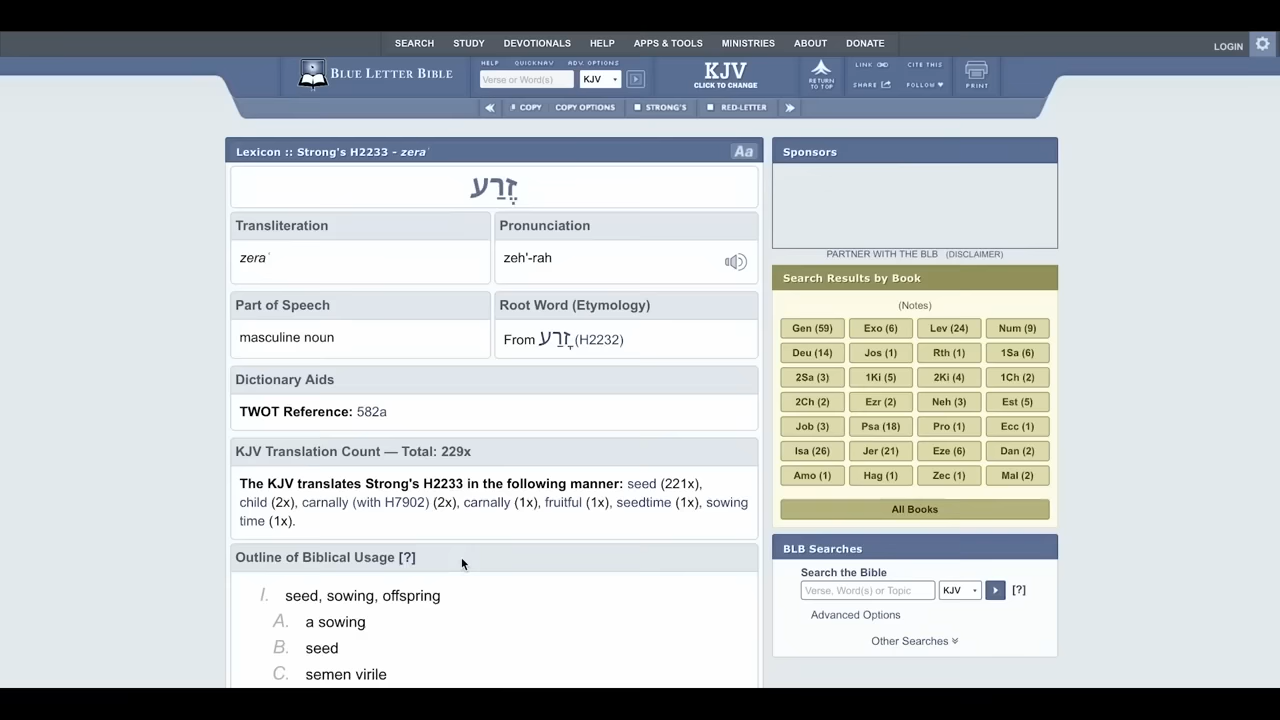 SEARCH STUDY DEVOTIONALS HELP APPS & TOOLS MINISTRIES ABOUT DONATE LOGIN
HELP QUICKNAV ADV. OPTIONS
BLUE LETTER BIBLE
Verse or Word(s) KJV
KJV
CLICK TO CHANGE
RETURN TO TOP
LINK
CITE THIS
SHARE
FOLLOW
PRINT
COPY COPY OPTIONS STRONG'S RED-LETTER
Lexicon :: Strong's H2233 - zera`
Aa
זֶרַע
Transliteration
zera`
Pronunciation
zeh'-rah
Part of Speech
masculine noun
Root Word (Etymology)
From זָרַע (H2232)
Dictionary Aids
TWOT Reference: 582a
KJV Translation Count — Total: 229x
The KJV translates Strong's H2233 in the following manner: seed (221x),
child (2x), carnally (with H7902) (2x), carnally (1x), fruitful (1x), seedtime (1x), sowing
time (1x).
Outline of Biblical Usage [?]
I. seed, sowing, offspring
A. a sowing
B. seed
C. semen virile
Sponsors
PARTNER WITH THE BLB (DISCLAIMER)
Search Results by Book
(Notes)
Gen (59) Exo (6) Lev (24) Num (9)
Deu (14) Jos (1) Rth (1) 1Sa (6)
2Sa (3) 1Ki (5) 2Ki (4) 1Ch (2)
2Ch (2) Ezr (2) Neh (3) Est (5)
Job (3) Psa (18) Pro (1) Ecc (1)
Isa (26) Jer (21) Eze (6) Dan (2)
Amo (1) Hag (1) Zec (1) Mal (2)
All Books
BLB Searches
Search the Bible
Verse, Word(s) or Topic KJV [?]
Advanced Options
Other Searches